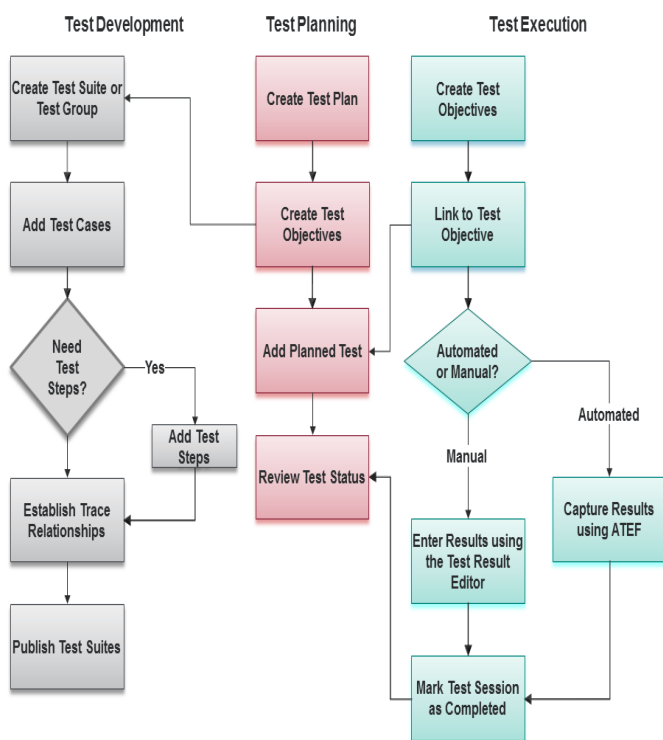 Test Development
Test Planning
Test Execution
Create Test Suite or
Test Group
Add Test Cases
Need
Test
Steps?
Yes
Add Test
Steps
Establish Trace
Relationships
Publish Test Suites
Create Test Plan
Create Test
Objectives
Add Planned Test
Review Test Status
Create Test
Objectives
Link to Test
Objective
Automated
or Manual?
Automated
Manual
Capture Results
using ATEF
Enter Results using
the Test Result
Editor
Mark Test Session
as Completed